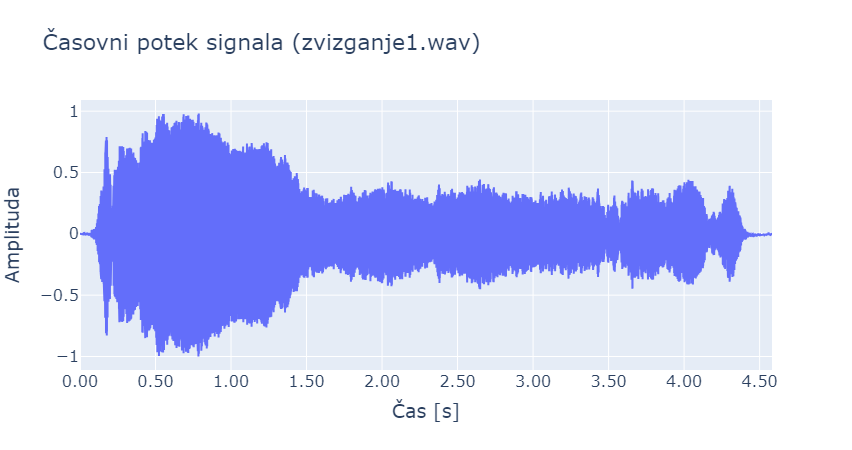 Časovni potek signala (zvizganje1.wav)
Amplituda
1
0.5
0
−0.5
−1
0.00 0.50 1.00 1.50 2.00 2.50 3.00 3.50 4.00 4.50
Čas [s]